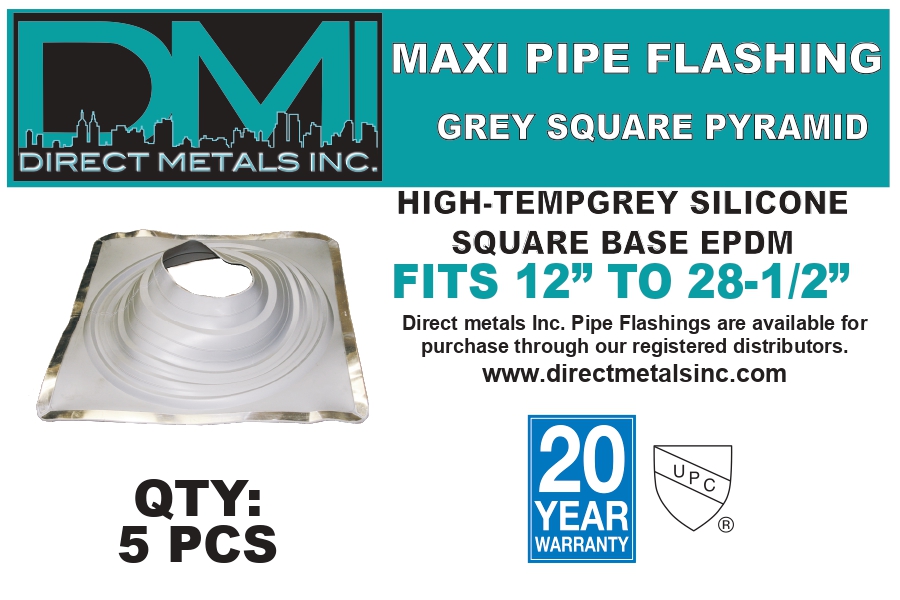 DMI
DIRECT METALS INC.
MAXI PIPE FLASHING
GREY SQUARE PYRAMID
HIGH-TEMPGREY SILICONE
SQUARE BASE EPDM
FITS 12” TO 28-1/2”
Direct metals Inc. Pipe Flashings are available for
purchase through our registered distributors.
www.directmetalsinc.com
QTY:
5 PCS
20
YEAR
WARRANTY
UPC
®